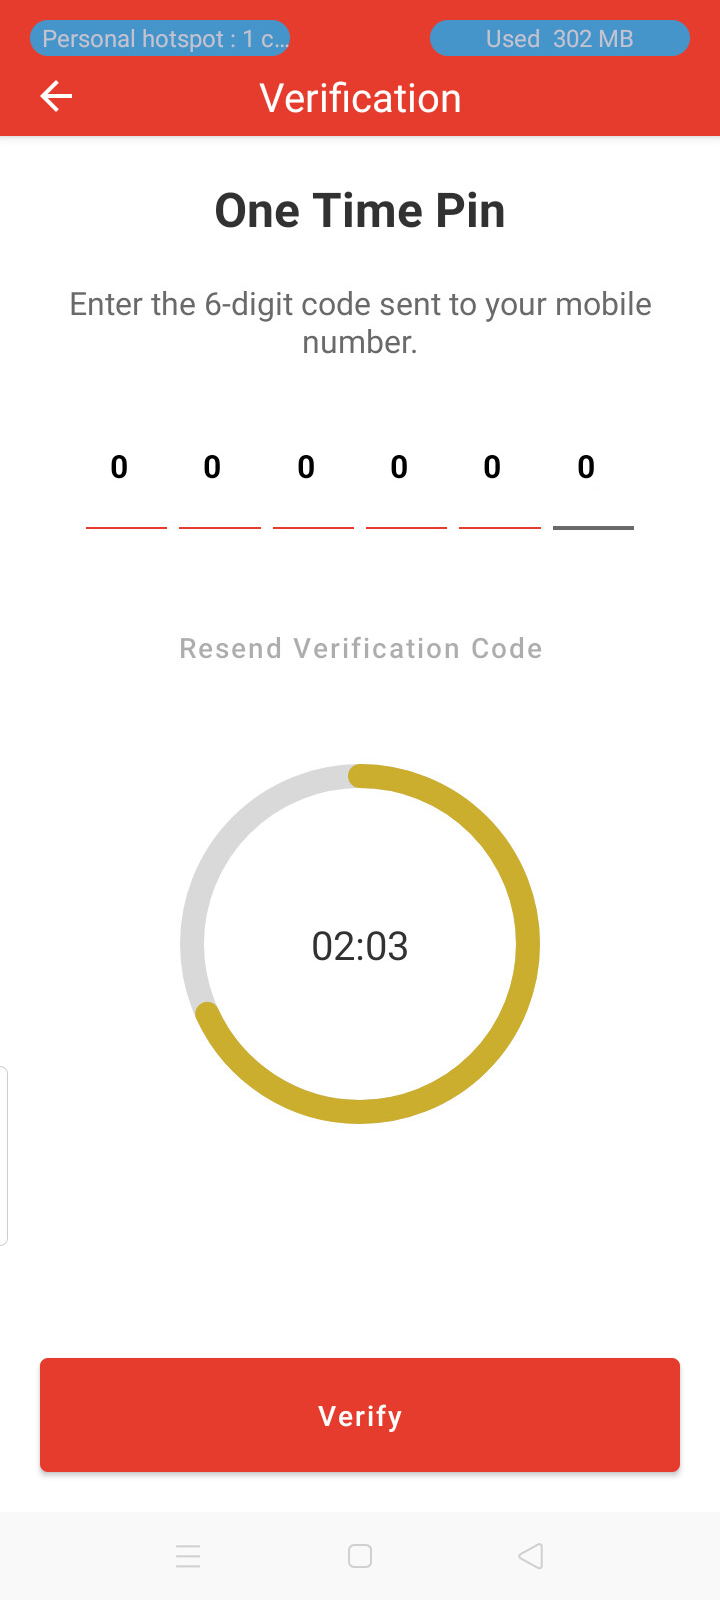 Personal hotspot : 1 c...
Used 302 MB
Verification
One Time Pin
Enter the 6-digit code sent to your mobile
number.
0 0 0 0 0 0
Resend Verification Code
02:03
Verify